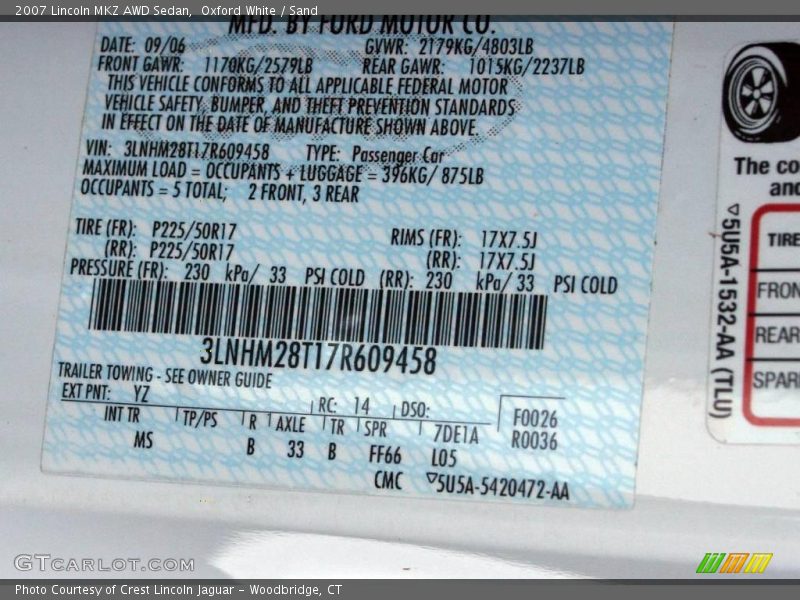 2007 Lincoln MKZ AWD Sedan,  Oxford White / Sand
MFD. BY FORD MOTOR CO.
DATE: 09/06 GVWR: 2179KG/4803LB
FRONT GAWR: 1170KG/2579LB REAR GAWR: 1015KG/2237LB
THIS VEHICLE CONFORMS TO ALL APPLICABLE FEDERAL MOTOR
VEHICLE SAFETY, BUMPER, AND THEFT PREVENTION STANDARDS
IN EFFECT ON THE DATE OF MANUFACTURE SHOWN ABOVE.
VIN: 3LNHM28T17R609458 TYPE: Passenger Car
MAXIMUM LOAD = OCCUPANTS + LUGGAGE = 396KG/ 875LB
OCCUPANTS = 5 TOTAL; 2 FRONT, 3 REAR
TIRE (FR): P225/50R17 RIMS (FR): 17X7.5J
(RR): P225/50R17 (RR): 17X7.5J
PRESSURE (FR): 230 kPa/ 33 PSI COLD (RR): 230 kPa/ 33 PSI COLD
3LNHM28T17R609458
TRAILER TOWING - SEE OWNER GUIDE
EXT PNT: YZ RC: 14 DSO: F0026
INT TR TP/PS R AXLE TR SPR 7DE1A R0036
MS B 33 B FF66 L05
CMC ▽5U5A-5420472-AA
The co
and
▽5U5A-1532-AA (TLU)
TIRE
FRON
REAR
SPAR
GTCARLOT.COM
Photo Courtesy of Crest Lincoln Jaguar - Woodbridge, CT